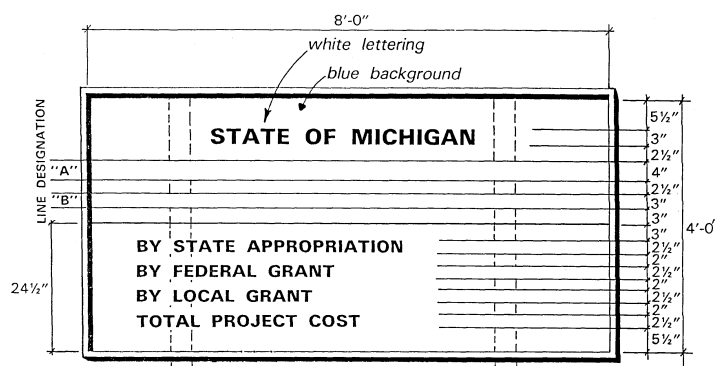 8'-0"
white lettering
blue background
LINE DESIGNATION
STATE OF MICHIGAN
"A"
"B"
BY STATE APPROPRIATION
BY FEDERAL GRANT
BY LOCAL GRANT
TOTAL PROJECT COST
24½"
5½"
3"
2½"
4"
2½"
3"
3"
3"
2½"
2"
2½"
2"
2½"
2"
2½"
5½"
4'-0'